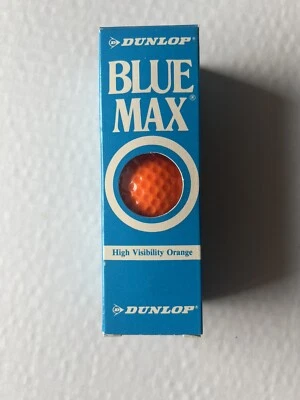 DUNLOP
BLUE
MAX®
High Visibility Orange
DUNLOP